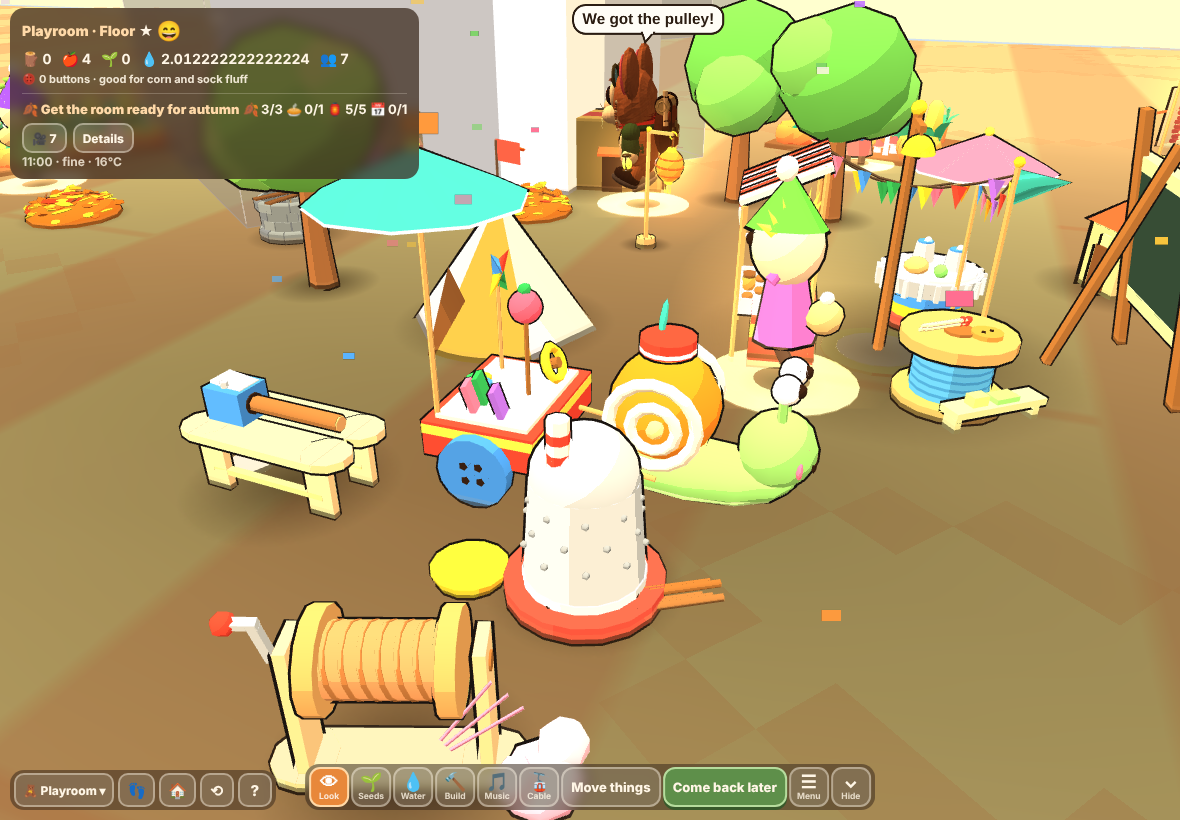 Playroom · Floor ★ 😄
🪵 0 🍎 4 🌱 0 💧 2.012222222222224 👥 7
0 buttons · good for corn and sock fluff
🍂 Get the room ready for autumn 🍂 3/3 🥧 0/1 🏮 5/5 📅 0/1
🎥 7 Details
11:00 · fine · 16°C
We got the pulley!
Playroom ▾
?
Look
Seeds
Water
Build
Music
Cable
Move things
Come back later
Menu
Hide